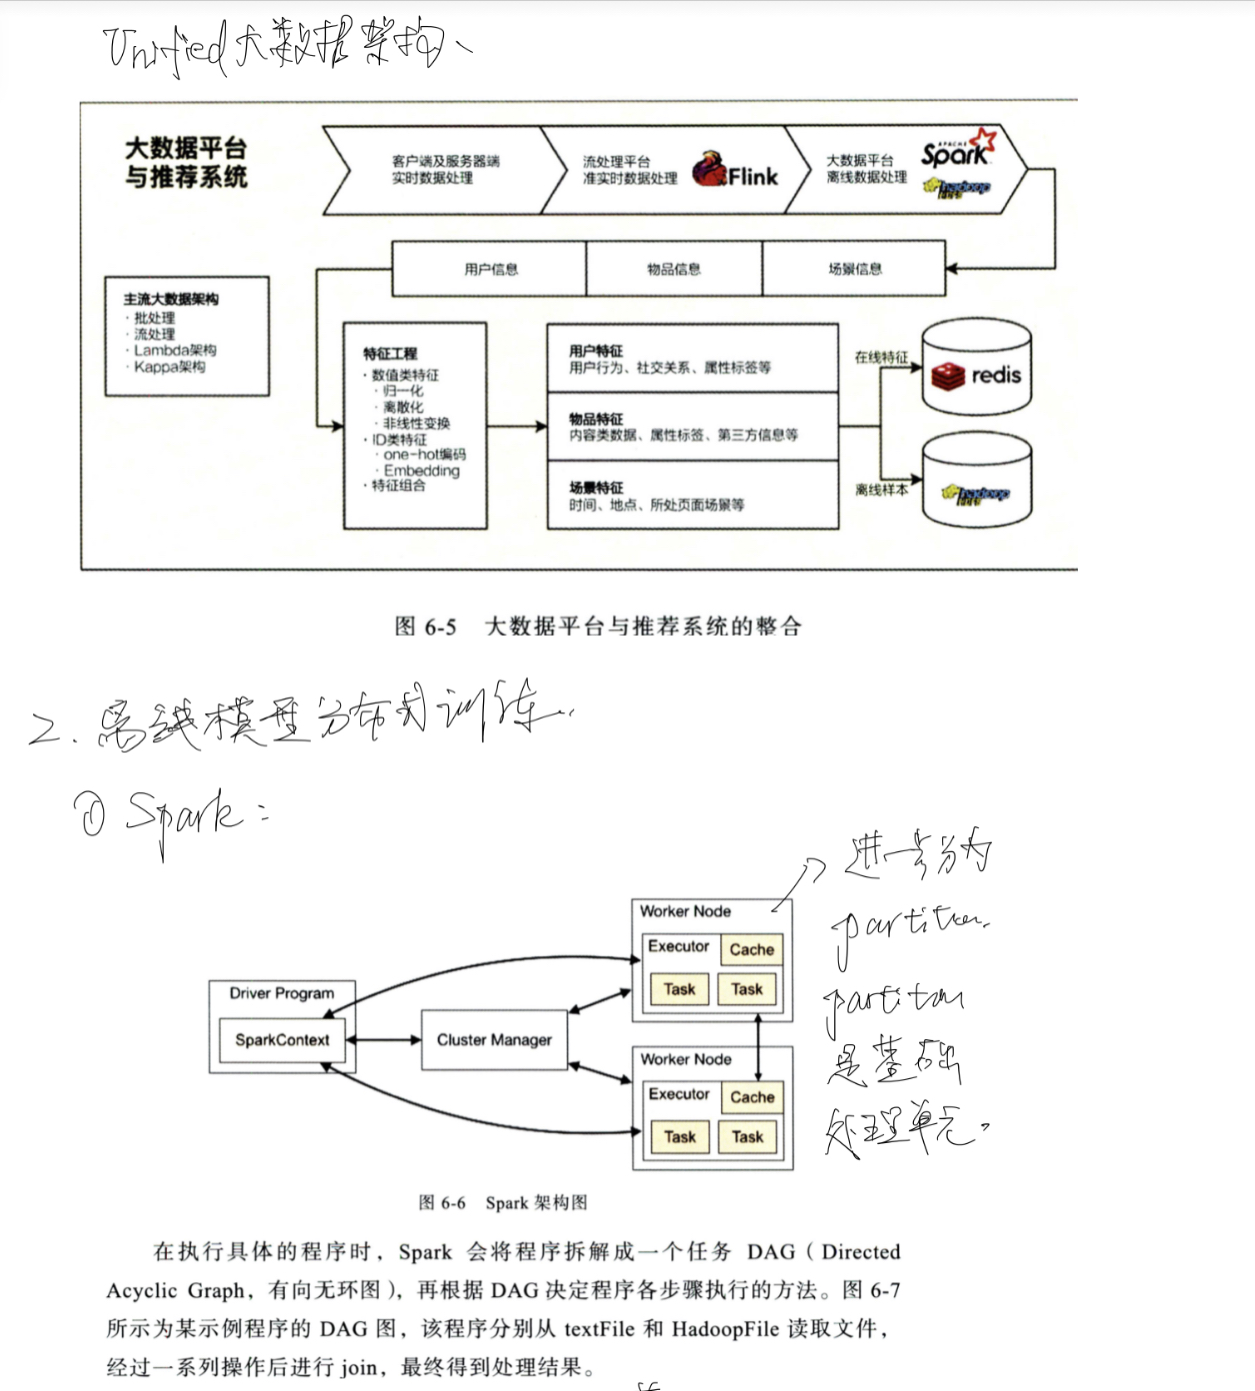 Unified大数据架构、
大数据平台
与推荐系统
客户端及服务器端
实时数据处理
流处理平台
准实时数据处理
Flink
大数据平台
离线数据处理
APACHE
Spark
hadoop
用户信息
物品信息
场景信息
主流大数据架构
· 批处理
· 流处理
· Lambda架构
· Kappa架构
特征工程
· 数值类特征
· 归一化
· 离散化
· 非线性变换
· ID类特征
· one-hot编码
· Embedding
· 特征组合
用户特征
用户行为、社交关系、属性标签等
物品特征
内容类数据、属性标签、第三方信息等
场景特征
时间、地点、所处页面场景等
在线特征
redis
离线样本
hadoop
图 6-5 大数据平台与推荐系统的整合
2. 离线模型分布式训练..
① Spark:
进一步分为
partition.
partition
是基础
处理单元。
Worker Node
Executor
Cache
Task
Task
Driver Program
SparkContext
Cluster Manager
Worker Node
Executor
Cache
Task
Task
图 6-6 Spark 架构图
在执行具体的程序时，Spark 会将程序拆解成一个任务 DAG（Directed
Acyclic Graph，有向无环图），再根据 DAG 决定程序各步骤执行的方法。图 6-7
所示为某示例程序的 DAG 图，该程序分别从 textFile 和 HadoopFile 读取文件，
经过一系列操作后进行 join，最终得到处理结果。